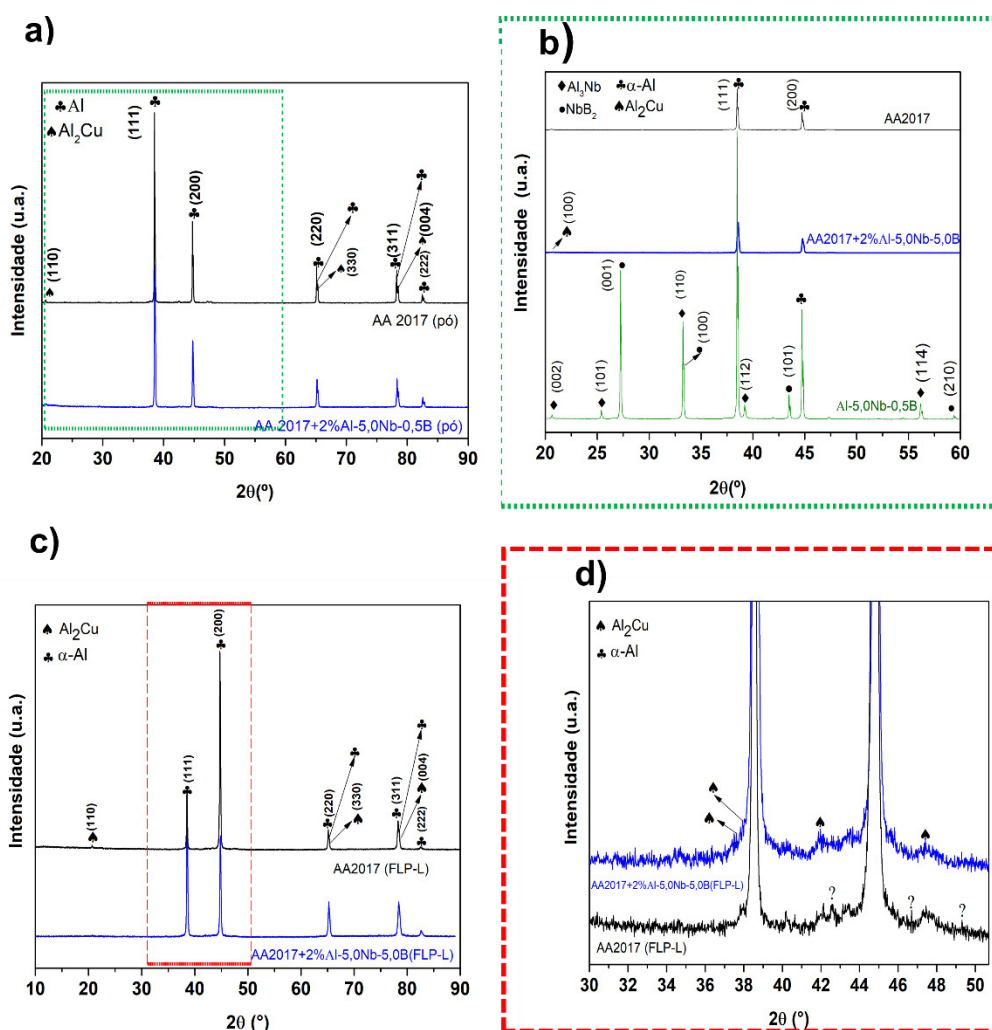 a)
♣ Al
♠ Al2Cu
(111)
(200)
(110)
(220)
(330)
(311)
(004)
(222)
AA 2017 (pó)
AA 2017+2%Al-5,0Nb-0,5B (pó)
Intensidade (u.a.)
20 30 40 50 60 70 80 90
2θ(º)
b)
♦ Al3Nb ♣ α-Al
● NbB2 ♠ Al2Cu
(111)
(200)
AA2017
(100)
AA2017+2%Al-5,0Nb-5,0B
(001)
(110)
(100)
(002)
(101)
(112)
(101)
(114)
(210)
Al-5,0Nb-0,5B
Intensidade (u.a.)
20 25 30 35 40 45 50 55 60
2θ(º)
c)
♠ Al2Cu
♣ α-Al
(200)
(111)
(110)
(220)
(330)
(311)
(004)
(222)
AA2017 (FLP-L)
AA2017+2%Al-5,0Nb-5,0B(FLP-L)
Intensidade (u.a.)
10 20 30 40 50 60 70 80 90
2θ(°)
d)
♠ Al2Cu
♣ α-Al
AA2017+2%Al-5,0Nb-5,0B(FLP-L)
? ? ?
AA2017 (FLP-L)
Intensidade (u.a.)
30 32 34 36 38 40 42 44 46 48 50
2θ (°)